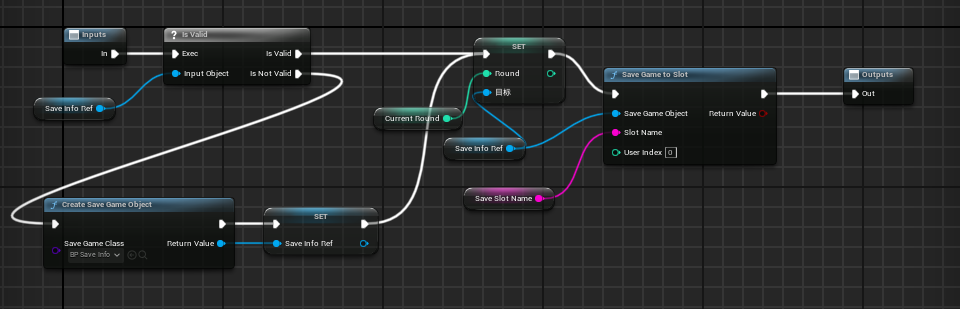 Inputs
In
Is Valid
Exec
Is Valid
Input Object
Is Not Valid
Save Info Ref
SET
Round
目标
Current Round
Save Info Ref
Save Slot Name
Save Game to Slot
Save Game Object
Return Value
Slot Name
User Index 0
Outputs
Out
Create Save Game Object
Save Game Class
Return Value
BP Save Info
SET
Save Info Ref